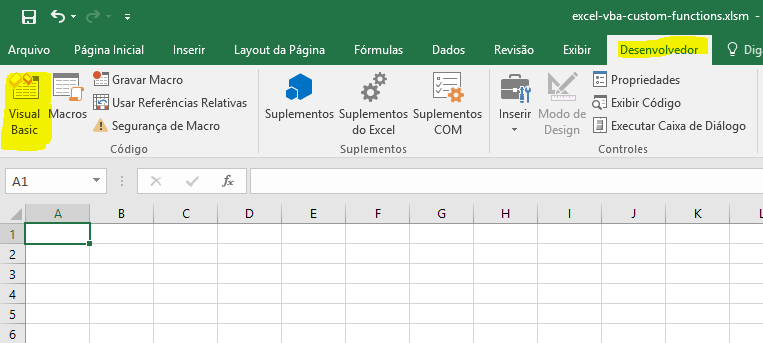 excel-vba-custom-functions.xlsm -
Arquivo Página Inicial Inserir Layout da Página Fórmulas Dados Revisão Exibir Desenvolvedor
Visual Basic
Macros
Gravar Macro
Usar Referências Relativas
Segurança de Macro
Código
Suplementos
Suplementos do Excel
Suplementos COM
Suplementos
Inserir
Modo de Design
Propriedades
Exibir Código
Executar Caixa de Diálogo
Controles
A1 fx
A B C D E F G H I J K
1
2
3
4
5
6